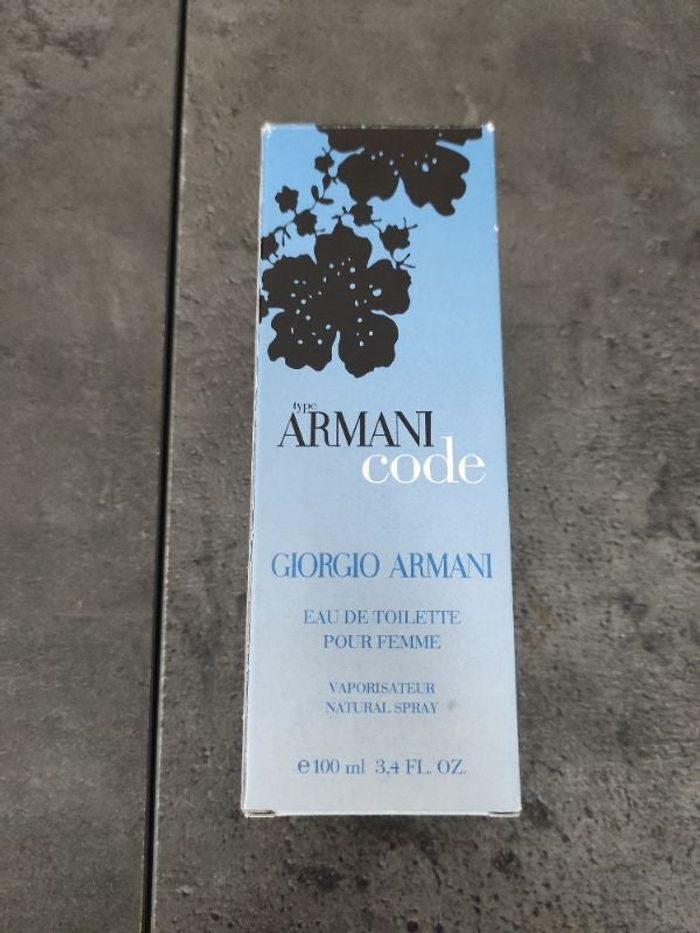 type
ARMANI
code
GIORGIO ARMANI
EAU DE TOILETTE
POUR FEMME
VAPORISATEUR
NATURAL SPRAY
℮100 ml 3,4 FL. OZ.